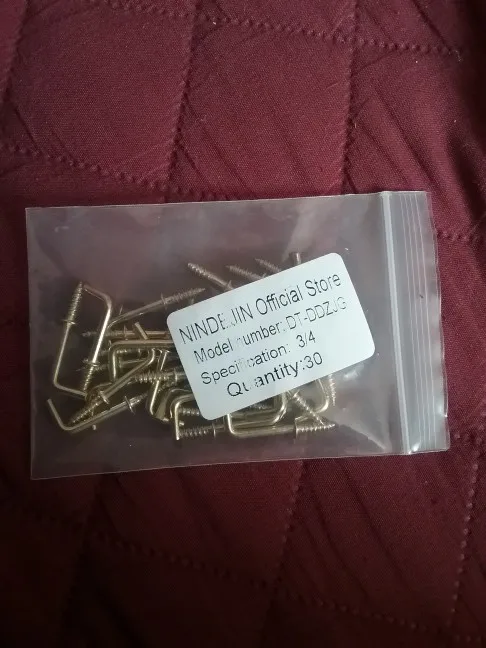 NINDEJIN Official Store
Model number: DT-DDZJG
Specification: 3/4
Quantity:30